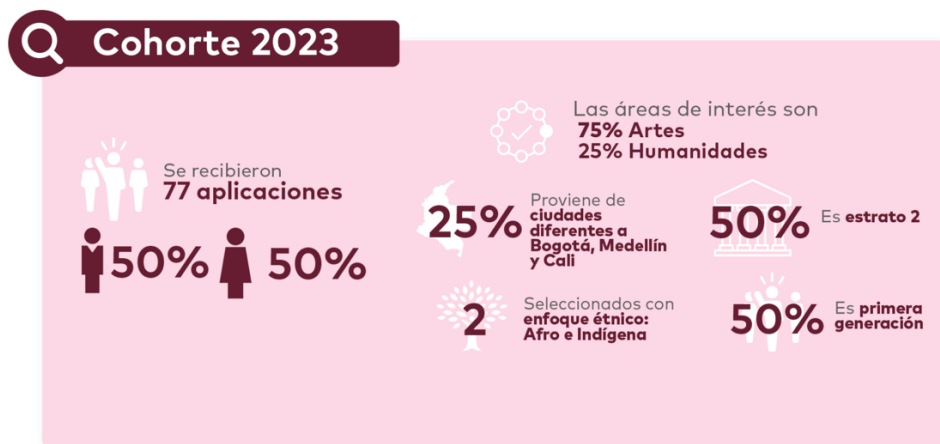 Cohorte 2023
Se recibieron
77 aplicaciones
50%
50%
Las áreas de interés son
75% Artes
25% Humanidades
25%
Proviene de
ciudades
diferentes a
Bogotá, Medellín
y Cali
50%
Es estrato 2
2
Seleccionados con
enfoque étnico:
Afro e Indígena
50%
Es primera
generación